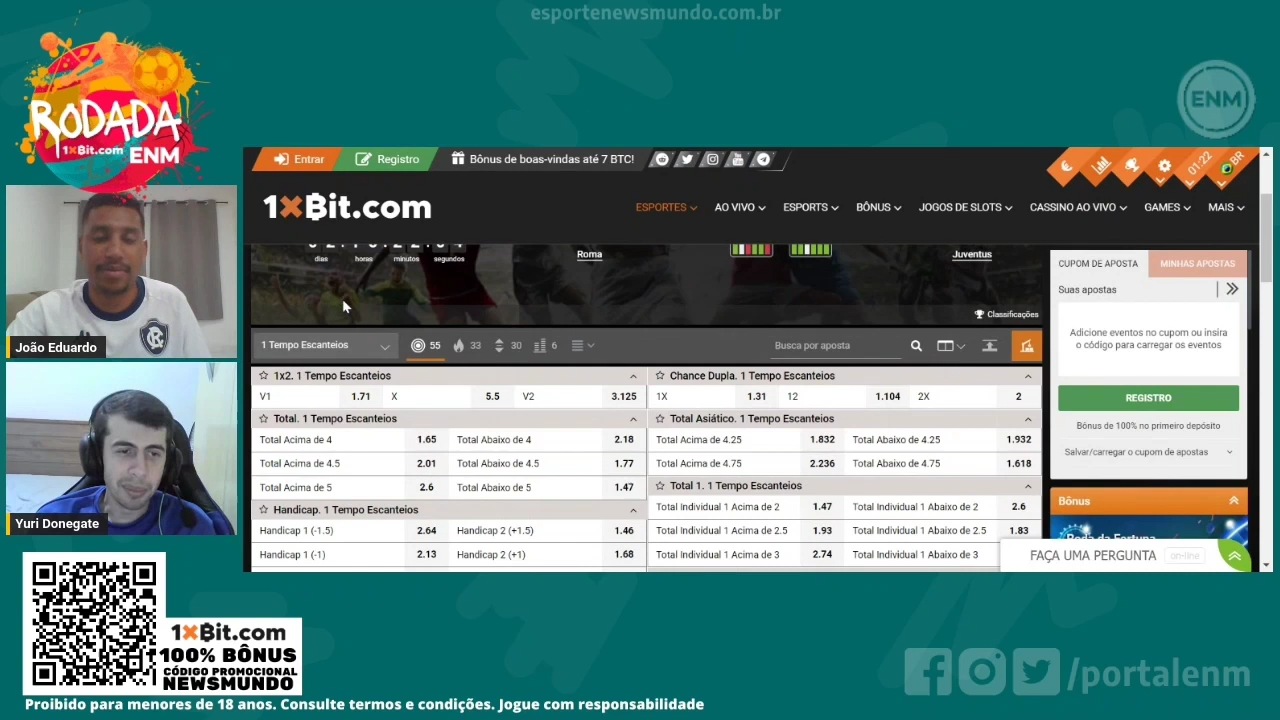 esportenewsmundo.com.br
ENM
RODADA
1xBit.com
ENM
Entrar
Registro
Bônus de boas-vindas até 7 BTC!
01:22
BR
1xBit.com
ESPORTES
AO VIVO
ESPORTS
BÔNUS
JOGOS DE SLOTS
CASSINO AO VIVO
GAMES
MAIS
dias horas minutos segundos
Roma
Juventus
Classificações
CUPOM DE APOSTA
MINHAS APOSTAS
Suas apostas
Adicione eventos no cupom ou insira
o código para carregar os eventos
REGISTRO
Bônus de 100% no primeiro depósito
Salvar/carregar o cupom de apostas
Bônus
Roda da Fortuna
FAÇA UMA PERGUNTA on-line
1 Tempo Escanteios
55
33
30
6
Busca por aposta
1x2. 1 Tempo Escanteios
V1 1.71 X 5.5 V2 3.125
Total. 1 Tempo Escanteios
Total Acima de 4 1.65 Total Abaixo de 4 2.18
Total Acima de 4.5 2.01 Total Abaixo de 4.5 1.77
Total Acima de 5 2.6 Total Abaixo de 5 1.47
Handicap. 1 Tempo Escanteios
Handicap 1 (-1.5) 2.64 Handicap 2 (+1.5) 1.46
Handicap 1 (-1) 2.13 Handicap 2 (+1) 1.68
Chance Dupla. 1 Tempo Escanteios
1X 1.31 12 1.104 2X 2
Total Asiático. 1 Tempo Escanteios
Total Acima de 4.25 1.832 Total Abaixo de 4.25 1.932
Total Acima de 4.75 2.236 Total Abaixo de 4.75 1.618
Total 1. 1 Tempo Escanteios
Total Individual 1 Acima de 2 1.47 Total Individual 1 Abaixo de 2 2.6
Total Individual 1 Acima de 2.5 1.93 Total Individual 1 Abaixo de 2.5 1.83
Total Individual 1 Acima de 3 2.74 Total Individual 1 Abaixo de 3
João Eduardo
Yuri Donegate
1x₿it.com
100% BÔNUS
CÓDIGO PROMOCIONAL
NEWSMUNDO
/portalenm
Proibido para menores de 18 anos. Consulte termos e condições. Jogue com responsabilidade